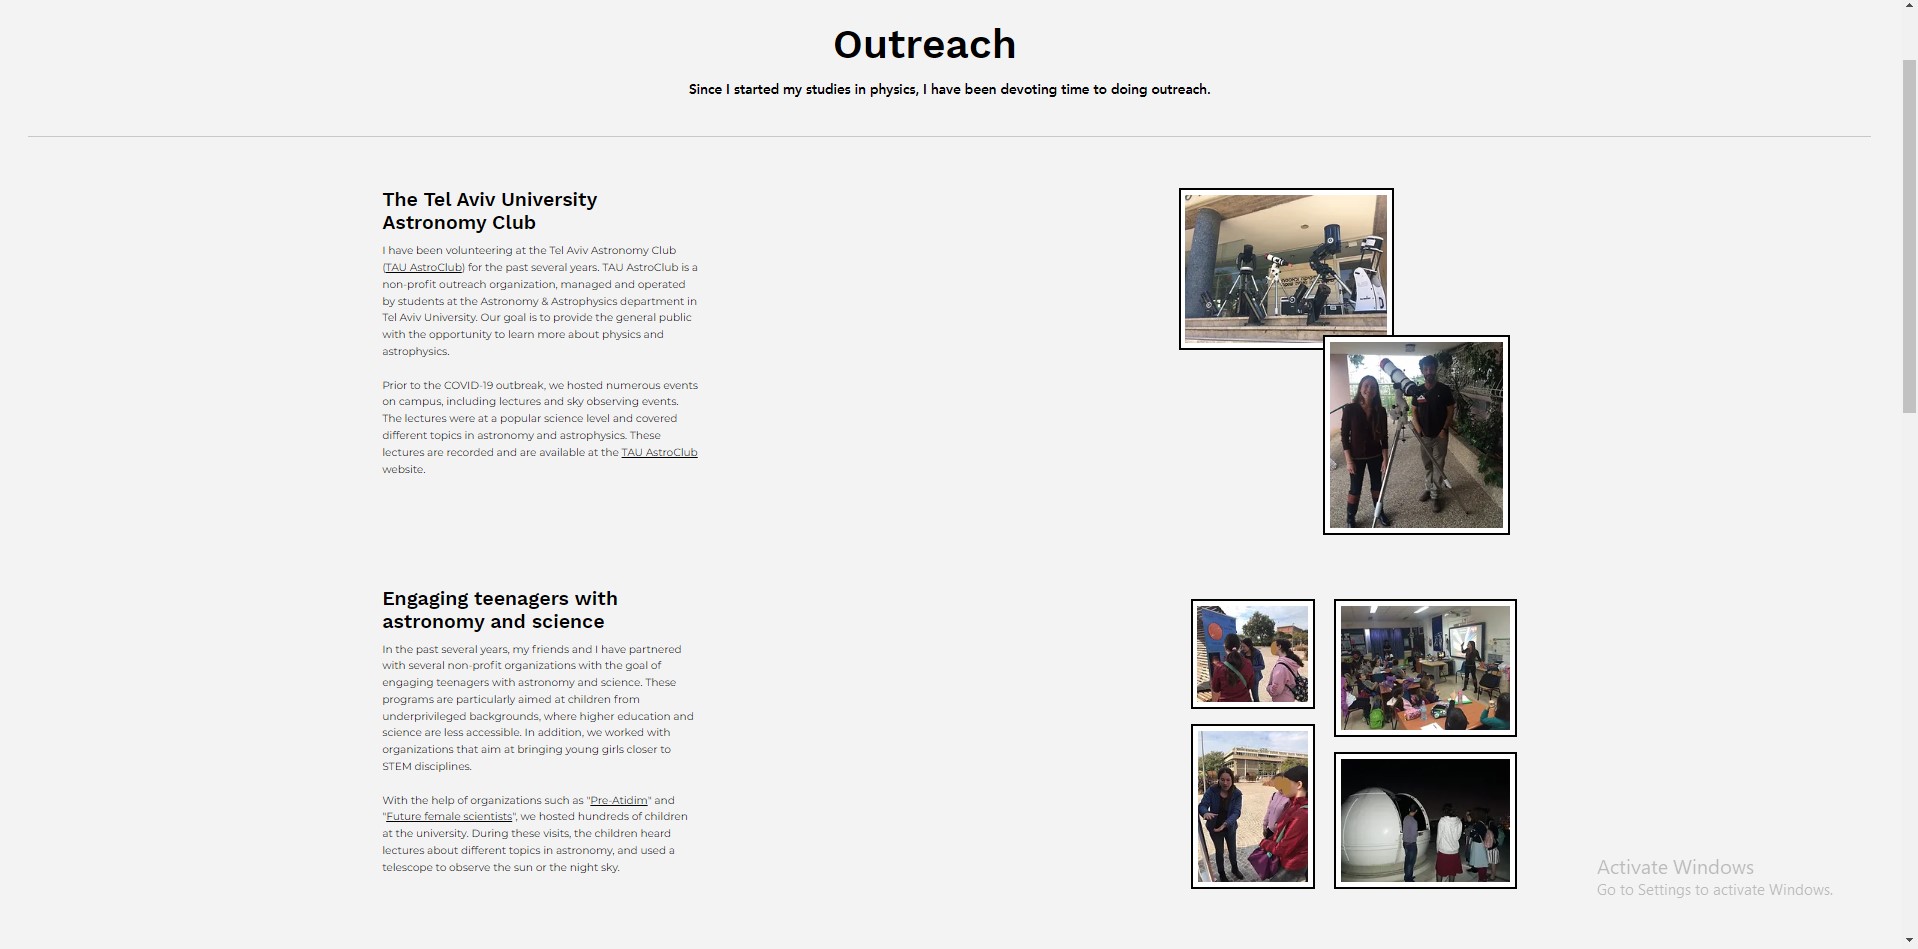 Outreach
Since I started my studies in physics, I have been devoting time to doing outreach.
The Tel Aviv University
Astronomy Club
I have been volunteering at the Tel Aviv Astronomy Club
(TAU AstroClub) for the past several years. TAU AstroClub is a
non-profit outreach organization, managed and operated
by students at the Astronomy & Astrophysics department in
Tel Aviv University. Our goal is to provide the general public
with the opportunity to learn more about physics and
astrophysics.
Prior to the COVID-19 outbreak, we hosted numerous events
on campus, including lectures and sky observing events.
The lectures were at a popular science level and covered
different topics in astronomy and astrophysics. These
lectures are recorded and are available at the TAU AstroClub
website.
Engaging teenagers with
astronomy and science
In the past several years, my friends and I have partnered
with several non-profit organizations with the goal of
engaging teenagers with astronomy and science. These
programs are particularly aimed at children from
underprivileged backgrounds, where higher education and
science are less accessible. In addition, we worked with
organizations that aim at bringing young girls closer to
STEM disciplines.
With the help of organizations such as "Pre-Atidim" and
"Future female scientists", we hosted hundreds of children
at the university. During these visits, the children heard
lectures about different topics in astronomy, and used a
telescope to observe the sun or the night sky.
Activate Windows
Go to Settings to activate Windows.